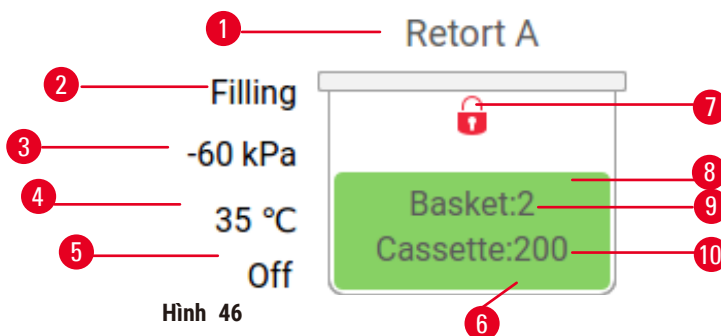 1 Retort A
2 Filling
3 -60 kPa
4 35 °C
5 Off
7
8
Basket:2 9
Cassette:200 10
6
Hình 46